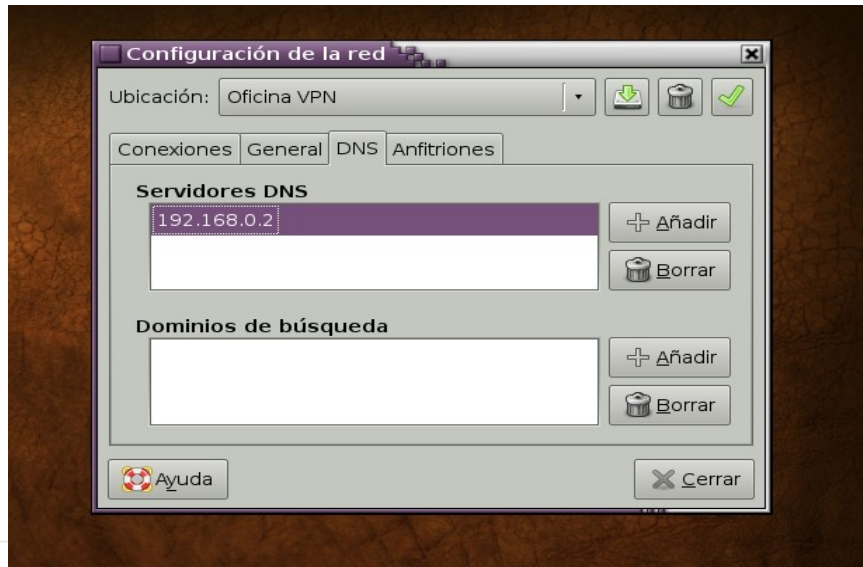 Configuración de la red
Ubicación: Oficina VPN
Conexiones General DNS Anfitriones
Servidores DNS
192.168.0.2
Añadir
Borrar
Dominios de búsqueda
Añadir
Borrar
Ayuda Cerrar